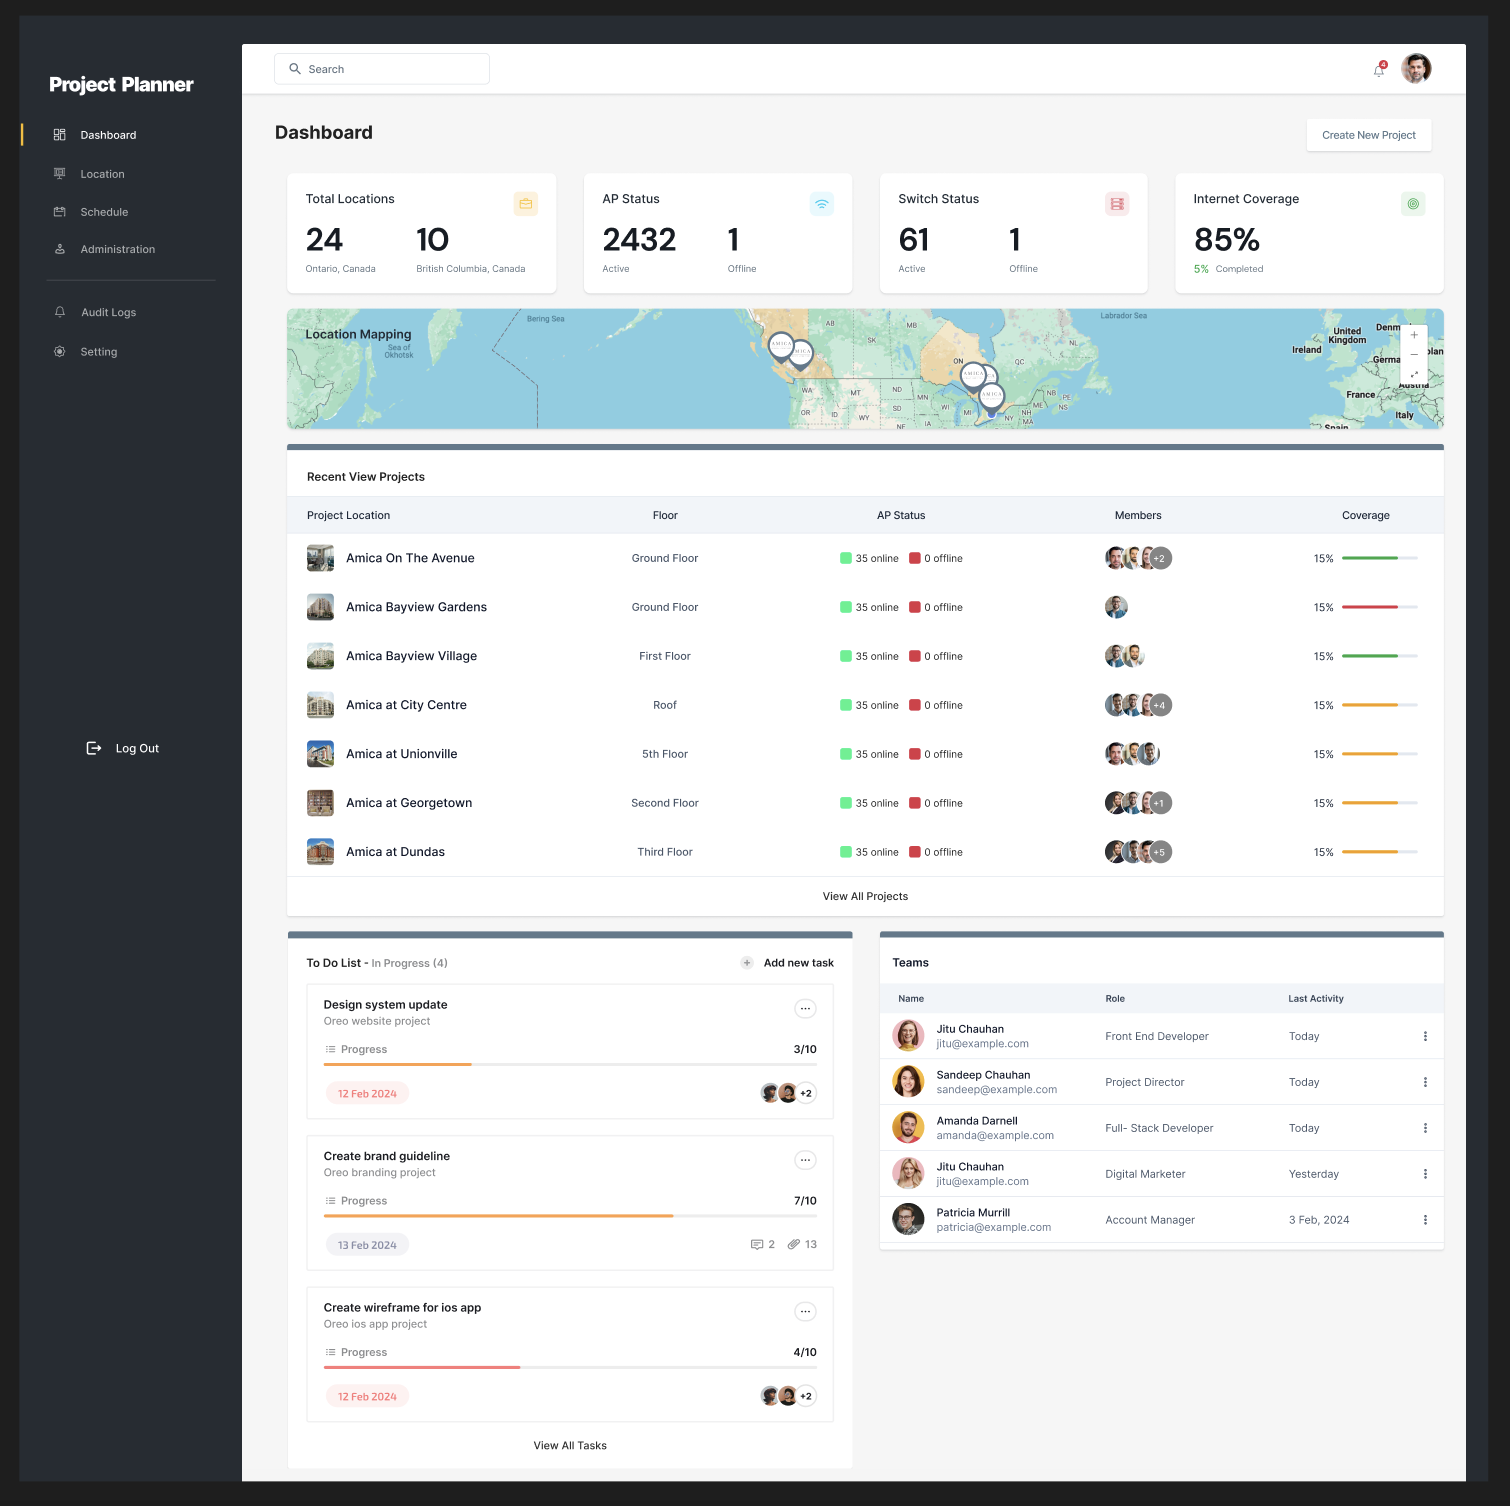 Project Planner
Dashboard
Location
Schedule
Administration
Audit Logs
Setting
Log Out
Search
4
Dashboard
Create New Project
Total Locations
24 10
Ontario, Canada British Columbia, Canada
AP Status
2432 1
Active Offline
Switch Status
61 1
Active Offline
Internet Coverage
85%
5% Completed
Location Mapping
Bering Sea
Sea of
Okhotsk
Labrador Sea
AB
MB
SK
NL
ON
QC
WA
MT
ND
MN
NB
PE
OR
ID
WY
SD
WI
MI
NS
NE
IA
NY
NH
MA
AMICA
AMICA
AMICA
AMICA
United
Kingdom
Ireland
Denm
Germa
lan
Austria
France
Italy
Spain
Recent View Projects
Project Location Floor AP Status Members Coverage
Amica On The Avenue Ground Floor 35 online 0 offline +2 15%
Amica Bayview Gardens Ground Floor 35 online 0 offline 15%
Amica Bayview Village First Floor 35 online 0 offline 15%
Amica at City Centre Roof 35 online 0 offline +4 15%
Amica at Unionville 5th Floor 35 online 0 offline 15%
Amica at Georgetown Second Floor 35 online 0 offline +1 15%
Amica at Dundas Third Floor 35 online 0 offline +5 15%
View All Projects
To Do List - In Progress (4) + Add new task
Design system update
Oreo website project
Progress 3/10
12 Feb 2024 +2
Create brand guideline
Oreo branding project
Progress 7/10
13 Feb 2024 2 13
Create wireframe for ios app
Oreo ios app project
Progress 4/10
12 Feb 2024 +2
View All Tasks
Teams
Name Role Last Activity
Jitu Chauhan
jitu@example.com
Front End Developer Today
Sandeep Chauhan
sandeep@example.com
Project Director Today
Amanda Darnell
amanda@example.com
Full- Stack Developer Today
Jitu Chauhan
jitu@example.com
Digital Marketer Yesterday
Patricia Murrill
patricia@example.com
Account Manager 3 Feb, 2024